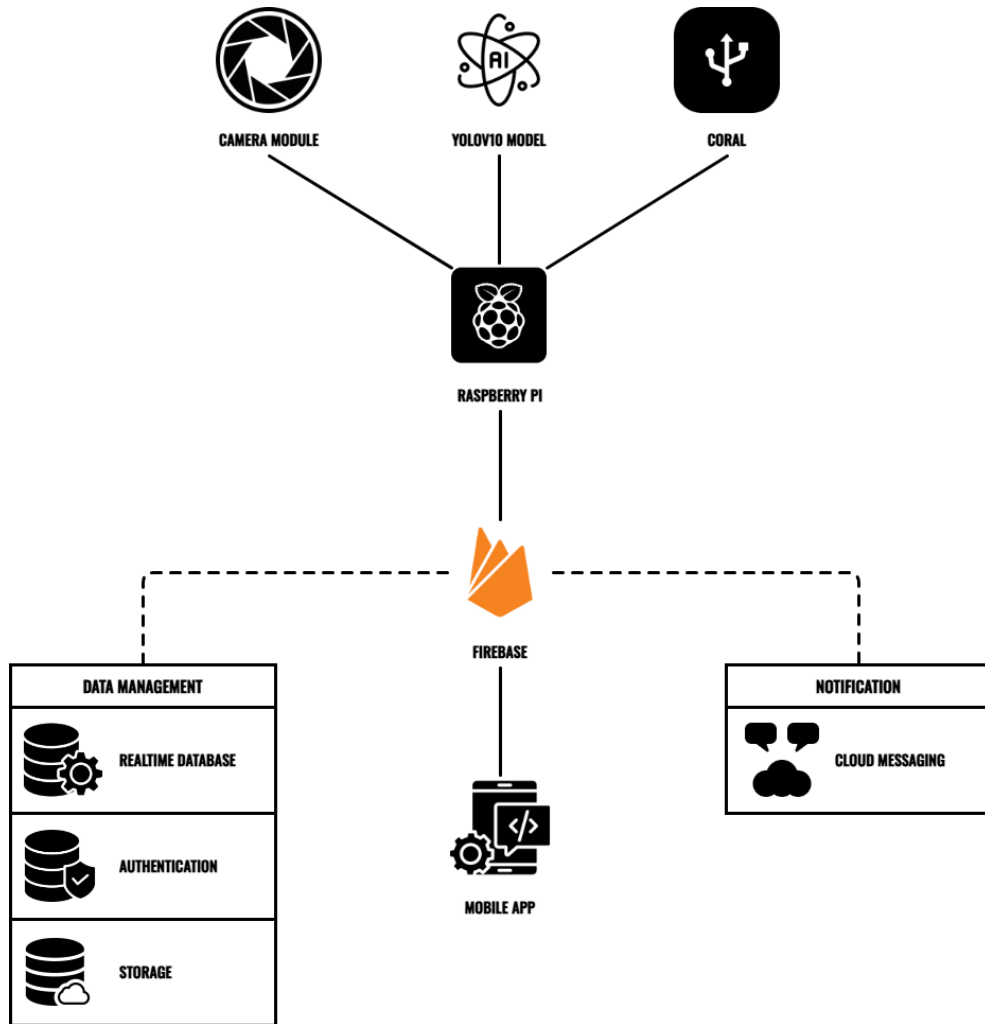 AI
CAMERA MODULE
YOLOV10 MODEL
CORAL
RASPBERRY PI
FIREBASE
DATA MANAGEMENT
REALTIME DATABASE
AUTHENTICATION
STORAGE
NOTIFICATION
CLOUD MESSAGING
</>
MOBILE APP